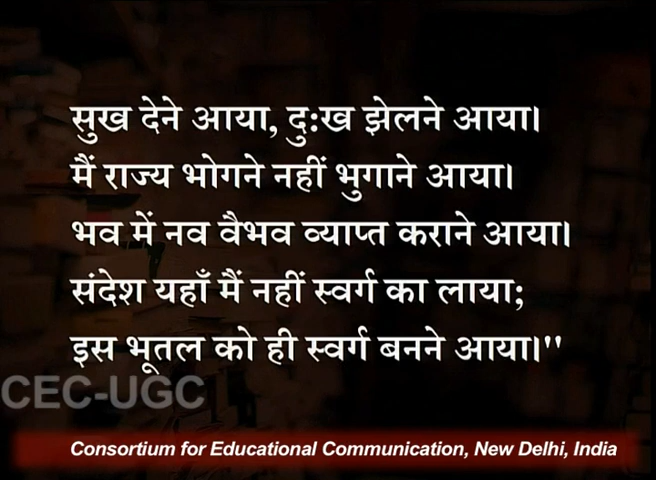 सुख देने आया, दु:ख झेलने आया।
मैं राज्य भोगने नहीं भुगाने आया।
भव में नव वैभव व्याप्त कराने आया।
संदेश यहाँ मैं नहीं स्वर्ग का लाया;
इस भूतल को ही स्वर्ग बनने आया।''
CEC-UGC
Consortium for Educational Communication, New Delhi, India